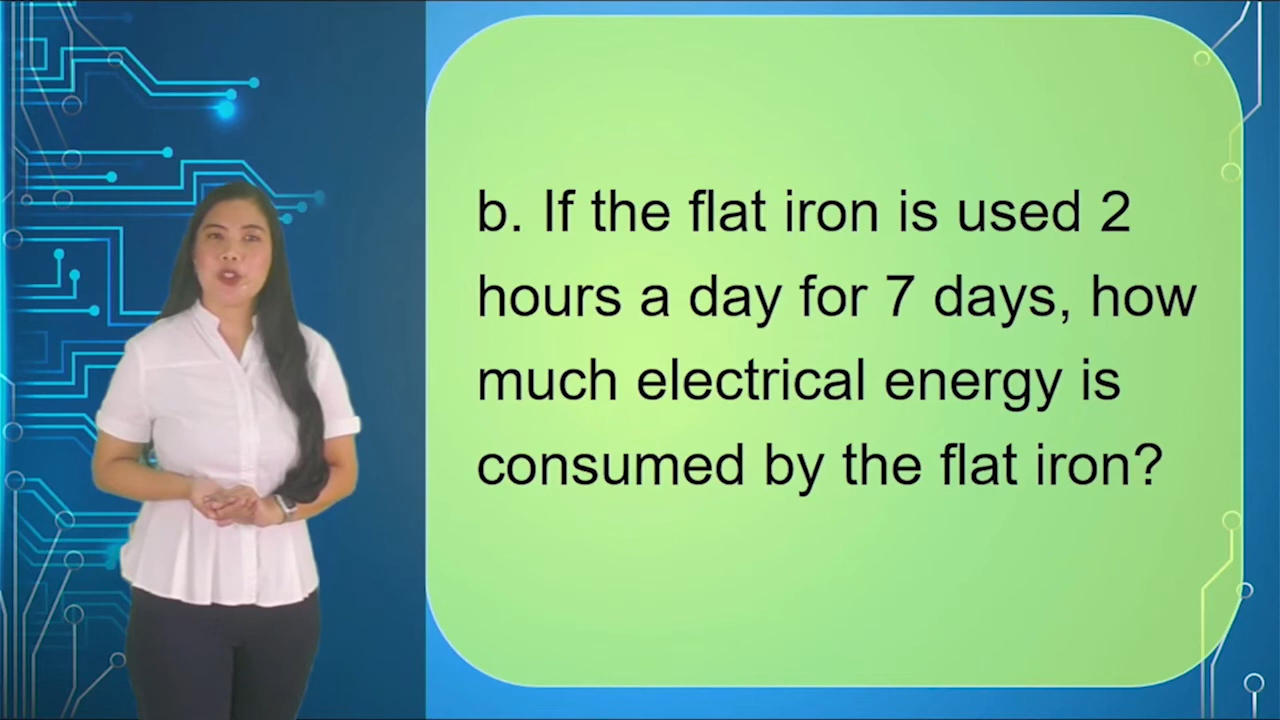 b. If the flat iron is used 2
hours a day for 7 days, how
much electrical energy is
consumed by the flat iron?